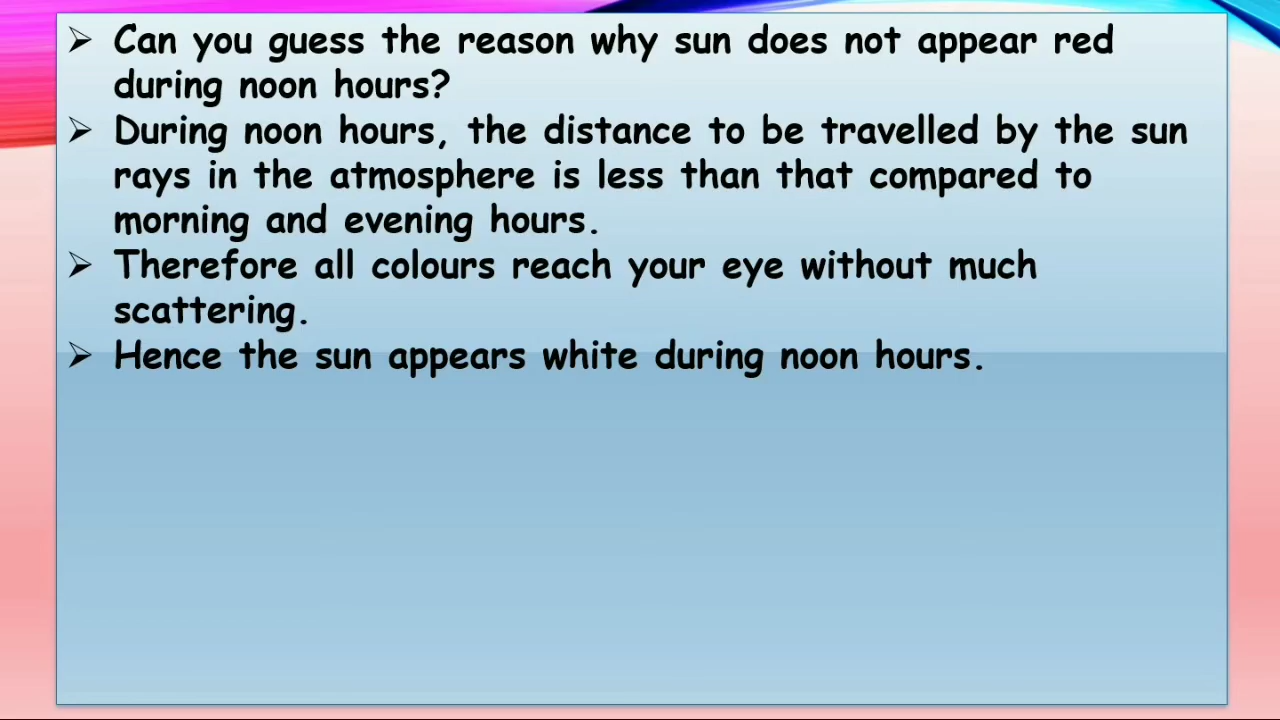 ➢ Can you guess the reason why sun does not appear red
during noon hours?
➢ During noon hours, the distance to be travelled by the sun
rays in the atmosphere is less than that compared to
morning and evening hours.
➢ Therefore all colours reach your eye without much
scattering.
➢ Hence the sun appears white during noon hours.